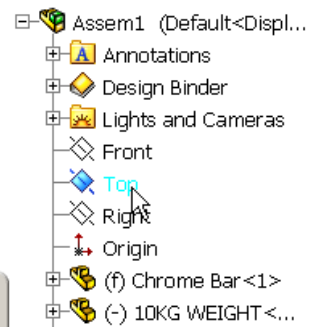 Assem1 (Default<Displ...
Annotations
Design Binder
Lights and Cameras
Front
Top
Right
Origin
(f) Chrome Bar<1>
(-) 10KG WEIGHT<...